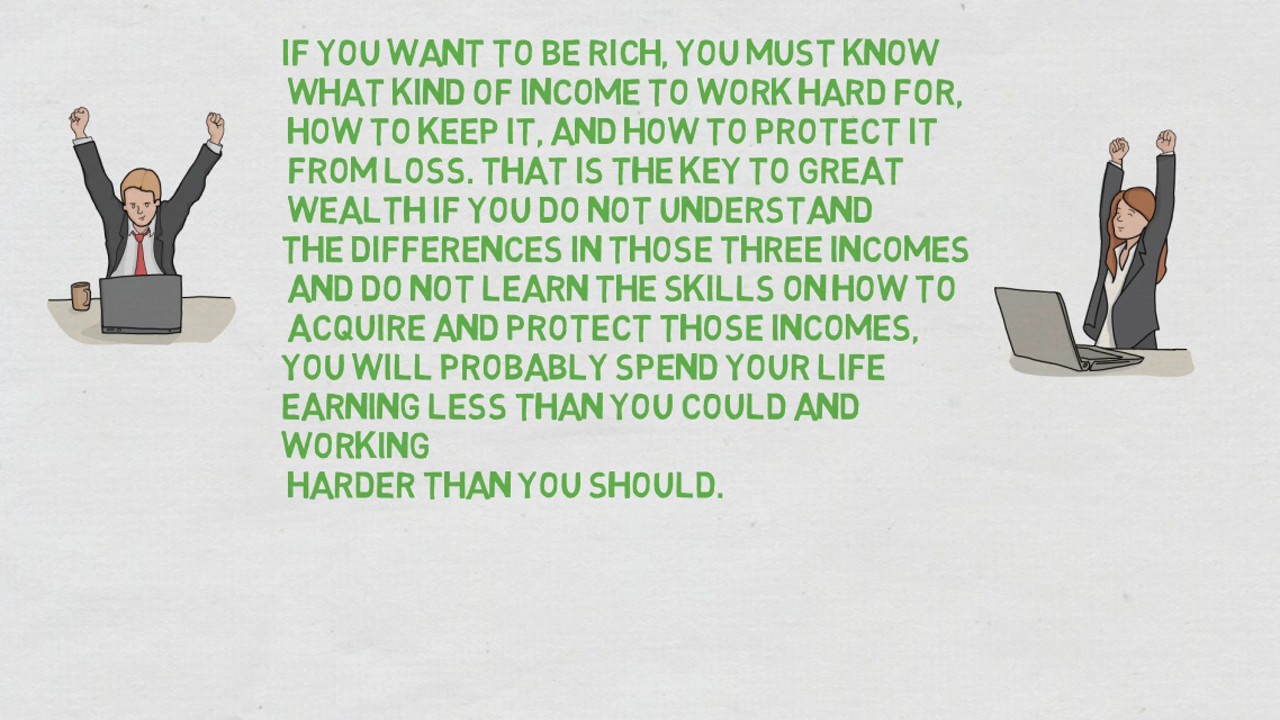 IF YOU WANT TO BE RICH, YOU MUST KNOW
WHAT KIND OF INCOME TO WORK HARD FOR,
HOW TO KEEP IT, AND HOW TO PROTECT IT
FROM LOSS. THAT IS THE KEY TO GREAT
WEALTH IF YOU DO NOT UNDERSTAND
THE DIFFERENCES IN THOSE THREE INCOMES
AND DO NOT LEARN THE SKILLS ON HOW TO
ACQUIRE AND PROTECT THOSE INCOMES,
YOU WILL PROBABLY SPEND YOUR LIFE
EARNING LESS THAN YOU COULD AND
WORKING
HARDER THAN YOU SHOULD.